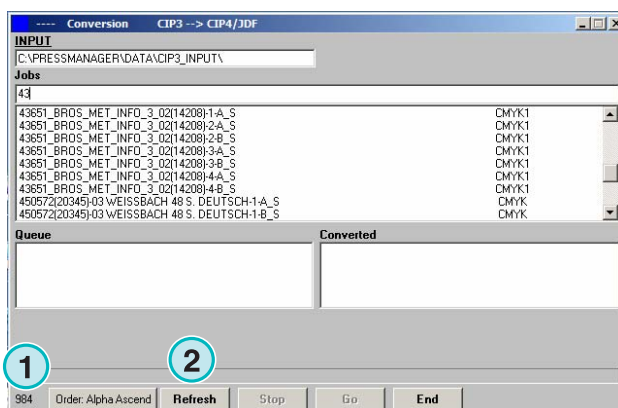 ---- Conversion CIP3 --> CIP4/JDF
INPUT
C:\PRESSMANAGER\DATA\CIP3_INPUT\
Jobs
43
43651_BROS_MET_INFO_3_02(14208)-1-A_S CMYK1
43651_BROS_MET_INFO_3_02(14208)-2-A_S CMYK1
43651_BROS_MET_INFO_3_02(14208)-2-B_S CMYK1
43651_BROS_MET_INFO_3_02(14208)-3-A_S CMYK1
43651_BROS_MET_INFO_3_02(14208)-3-B_S CMYK1
43651_BROS_MET_INFO_3_02(14208)-4-A_S CMYK1
43651_BROS_MET_INFO_3_02(14208)-4-B_S CMYK1
450572(20345)-03 WEISSBACH 48 S. DEUTSCH-1-A_S CMYK
450572(20345)-03 WEISSBACH 48 S. DEUTSCH-1-B_S CMYK
Queue Converted
1 2
984 Order: Alpha Ascend Refresh Stop Go End